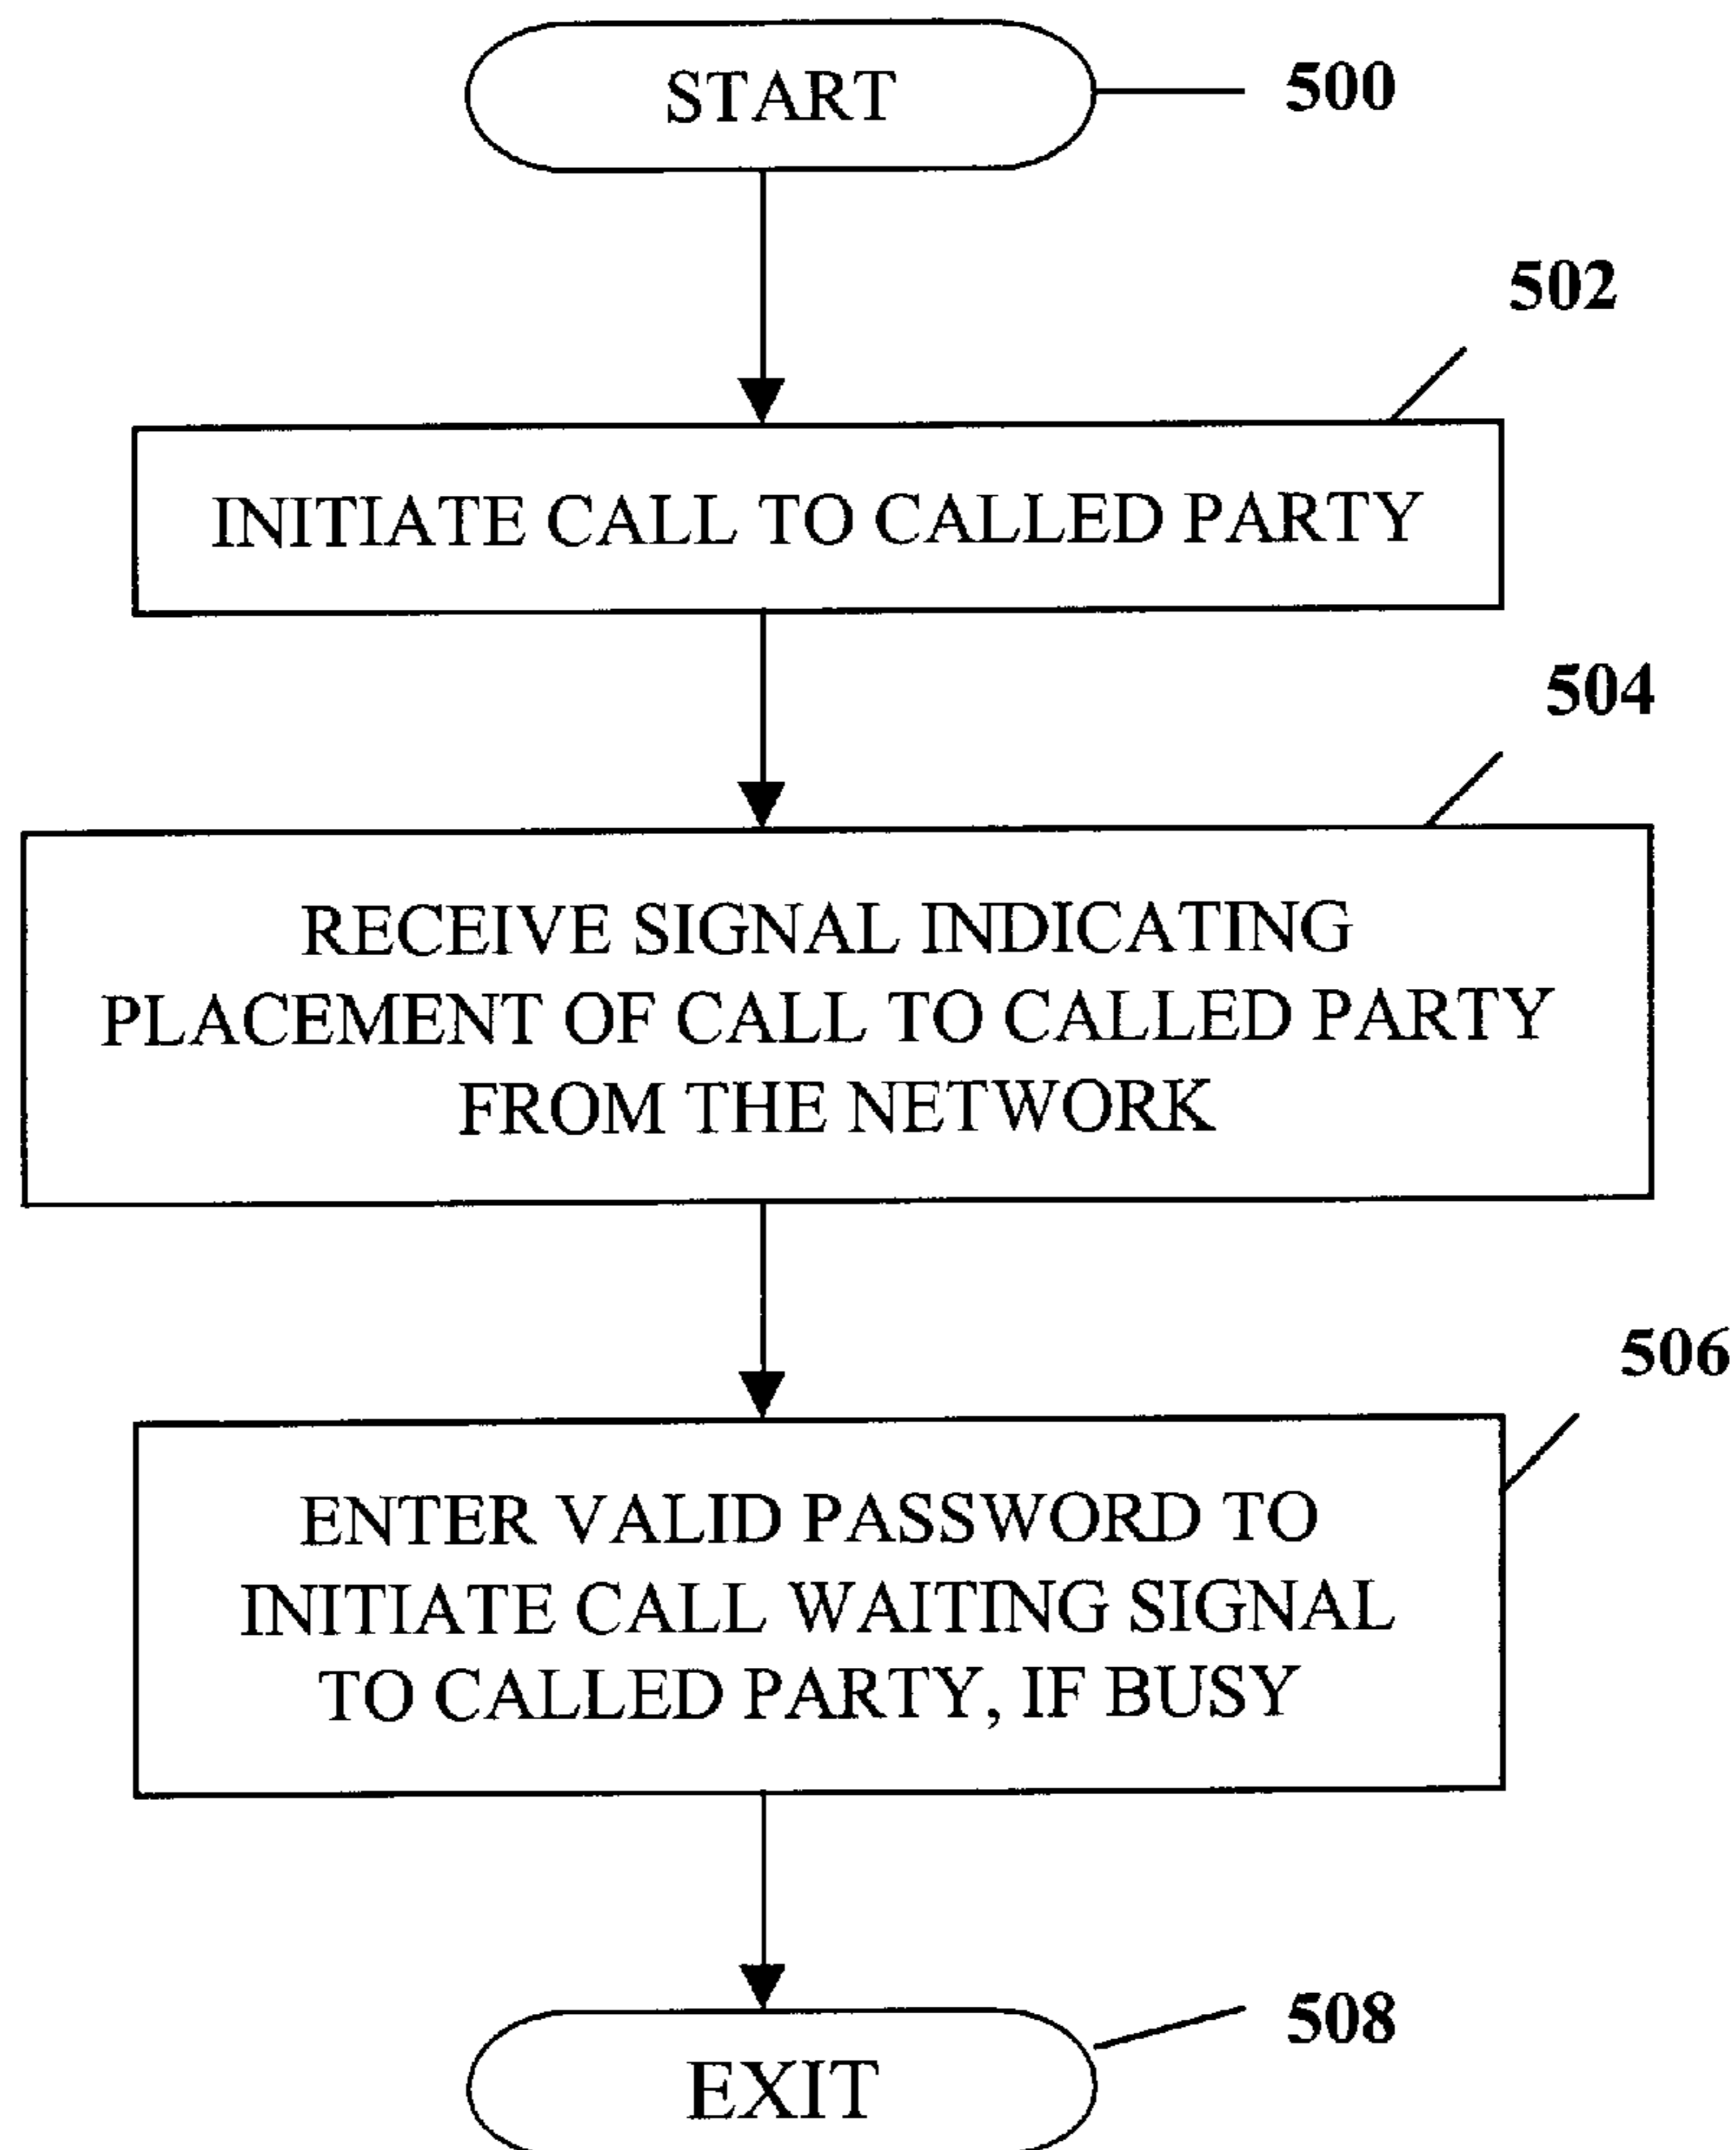 START
500
502
INITIATE CALL TO CALLED PARTY
504
RECEIVE SIGNAL INDICATING
PLACEMENT OF CALL TO CALLED PARTY
FROM THE NETWORK
506
ENTER VALID PASSWORD TO
INITIATE CALL WAITING SIGNAL
TO CALLED PARTY, IF BUSY
508
EXIT